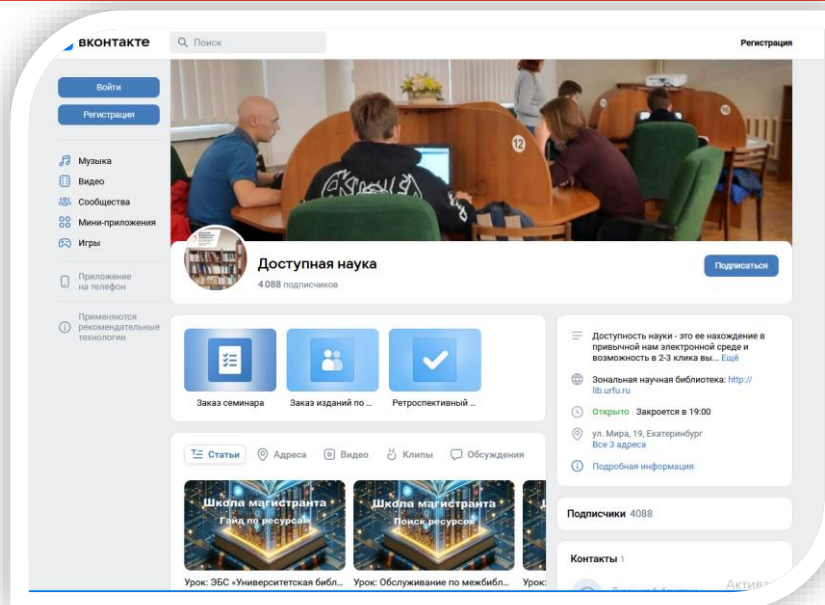 вконтакте
Поиск
Регистрация
Войти
Регистрация
Музыка
Видео
Сообщества
Мини-приложения
Игры
Приложение
на телефон
Применяются
рекомендательные
технологии
12
Доступная наука
4 088 подписчиков
Подписаться
Заказ семинара
Заказ изданий по ...
Ретроспективный ...
Доступность науки - это ее нахождение в
привычной нам электронной среде и
возможность в 2-3 клика вы... Ещё
Зональная научная библиотека: http://
lib.urfu.ru
Открыто · Закроется в 19:00
ул. Мира, 19, Екатеринбург
Все 3 адреса
Подробная информация
Статьи
Адреса
Видео
Клипы
Обсуждения
Школа магистранта
Гайд по ресурсам
Школа магистранта
Поиск ресурсов
Урок: ЭБС «Университетская библ...
Урок: Обслуживание по межбибл...
Урок:
Подписчики 4088
Контакты 1